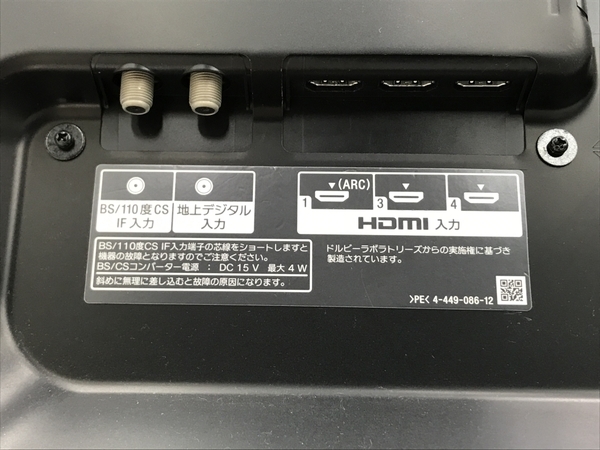 BS/110度CS
IF入力
地上デジタル
入力
1
▼(ARC)
3
▼
4
▼
HDMI 入力
BS/110度CS IF入力端子の芯線をショートしますと
機器の故障となりますのでご注意ください。
BS/CSコンバーター電源 : DC 15 V 最大 4 W
斜めに無理に差し込むと故障の原因になります。
ドルビーラボラトリーズからの実施権に基づき
製造されています。
>PE< 4-449-086-12